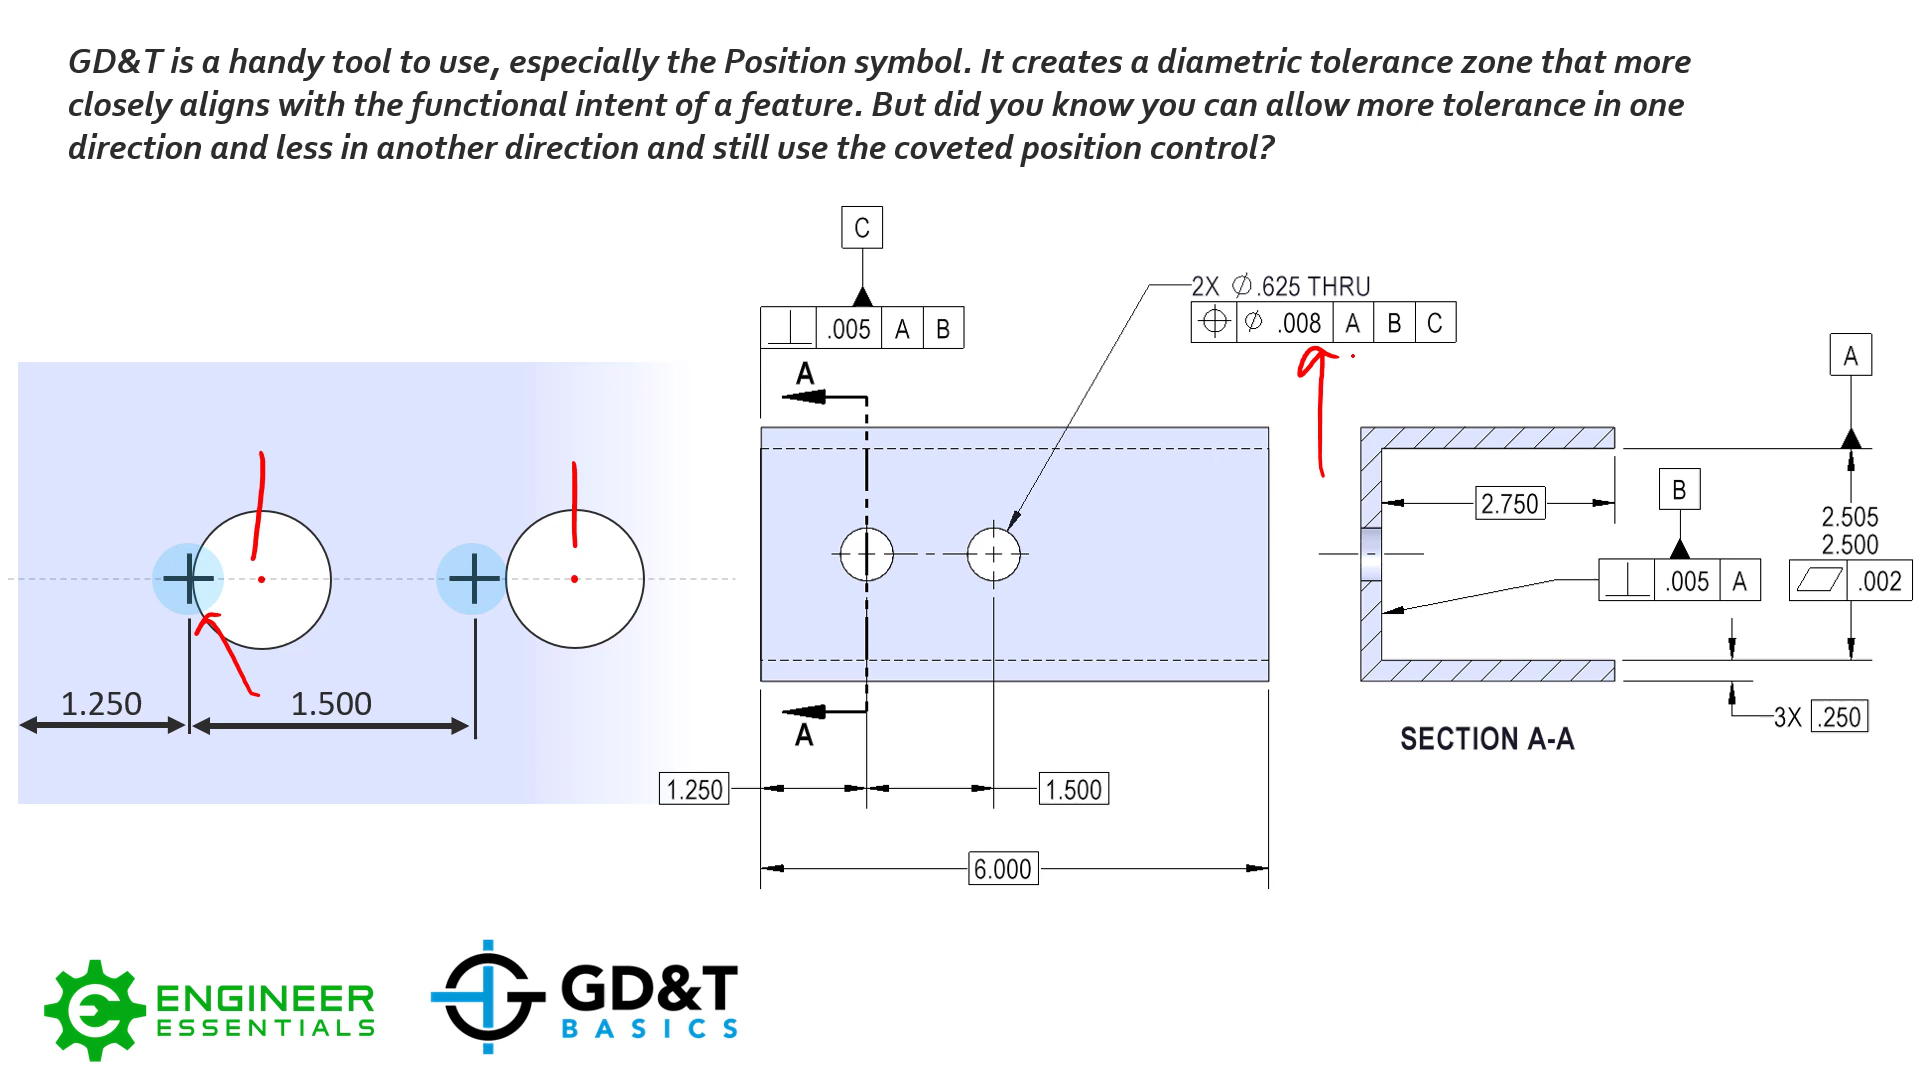 GD&T is a handy tool to use, especially the Position symbol. It creates a diametric tolerance zone that more
closely aligns with the functional intent of a feature. But did you know you can allow more tolerance in one
direction and less in another direction and still use the coveted position control?
C
⟂ .005 A B
A
2X ∅.625 THRU
⌖ ∅ .008 A B C
A
2.750
B
2.505
2.500
⟂ .005 A
⏥ .002
1.250
1.500
A
3X .250
SECTION A-A
1.250
1.500
6.000
ENGINEER
ESSENTIALS
GD&T
BASICS